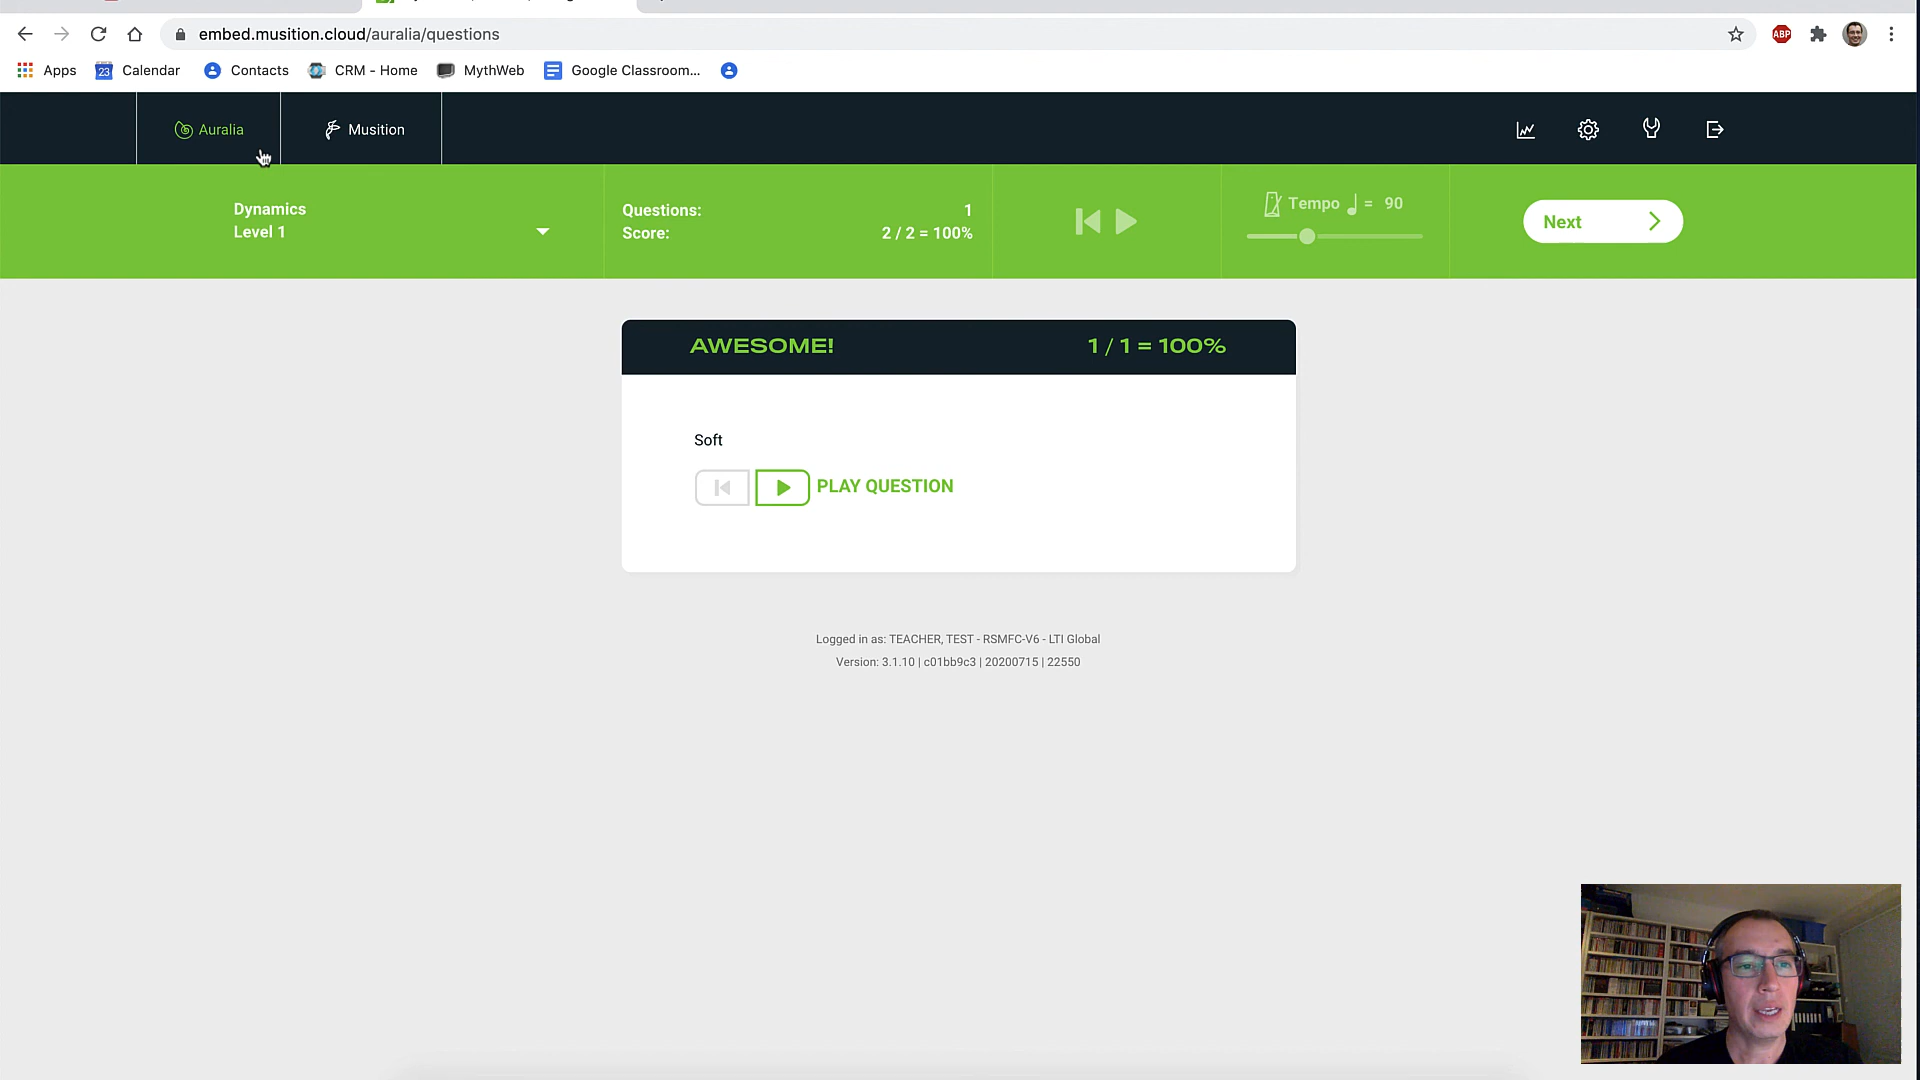 embed.musition.cloud/auralia/questions
ABP
Apps
23 Calendar
Contacts
CRM - Home
MythWeb
Google Classroom...
Auralia
Musition
Dynamics
Level 1
Questions: 1
Score: 2 / 2 = 100%
Tempo = 90
Next
AWESOME! 1 / 1 = 100%
Soft
PLAY QUESTION
Logged in as: TEACHER, TEST - RSMFC-V6 - LTI Global
Version: 3.1.10 | c01bb9c3 | 20200715 | 22550